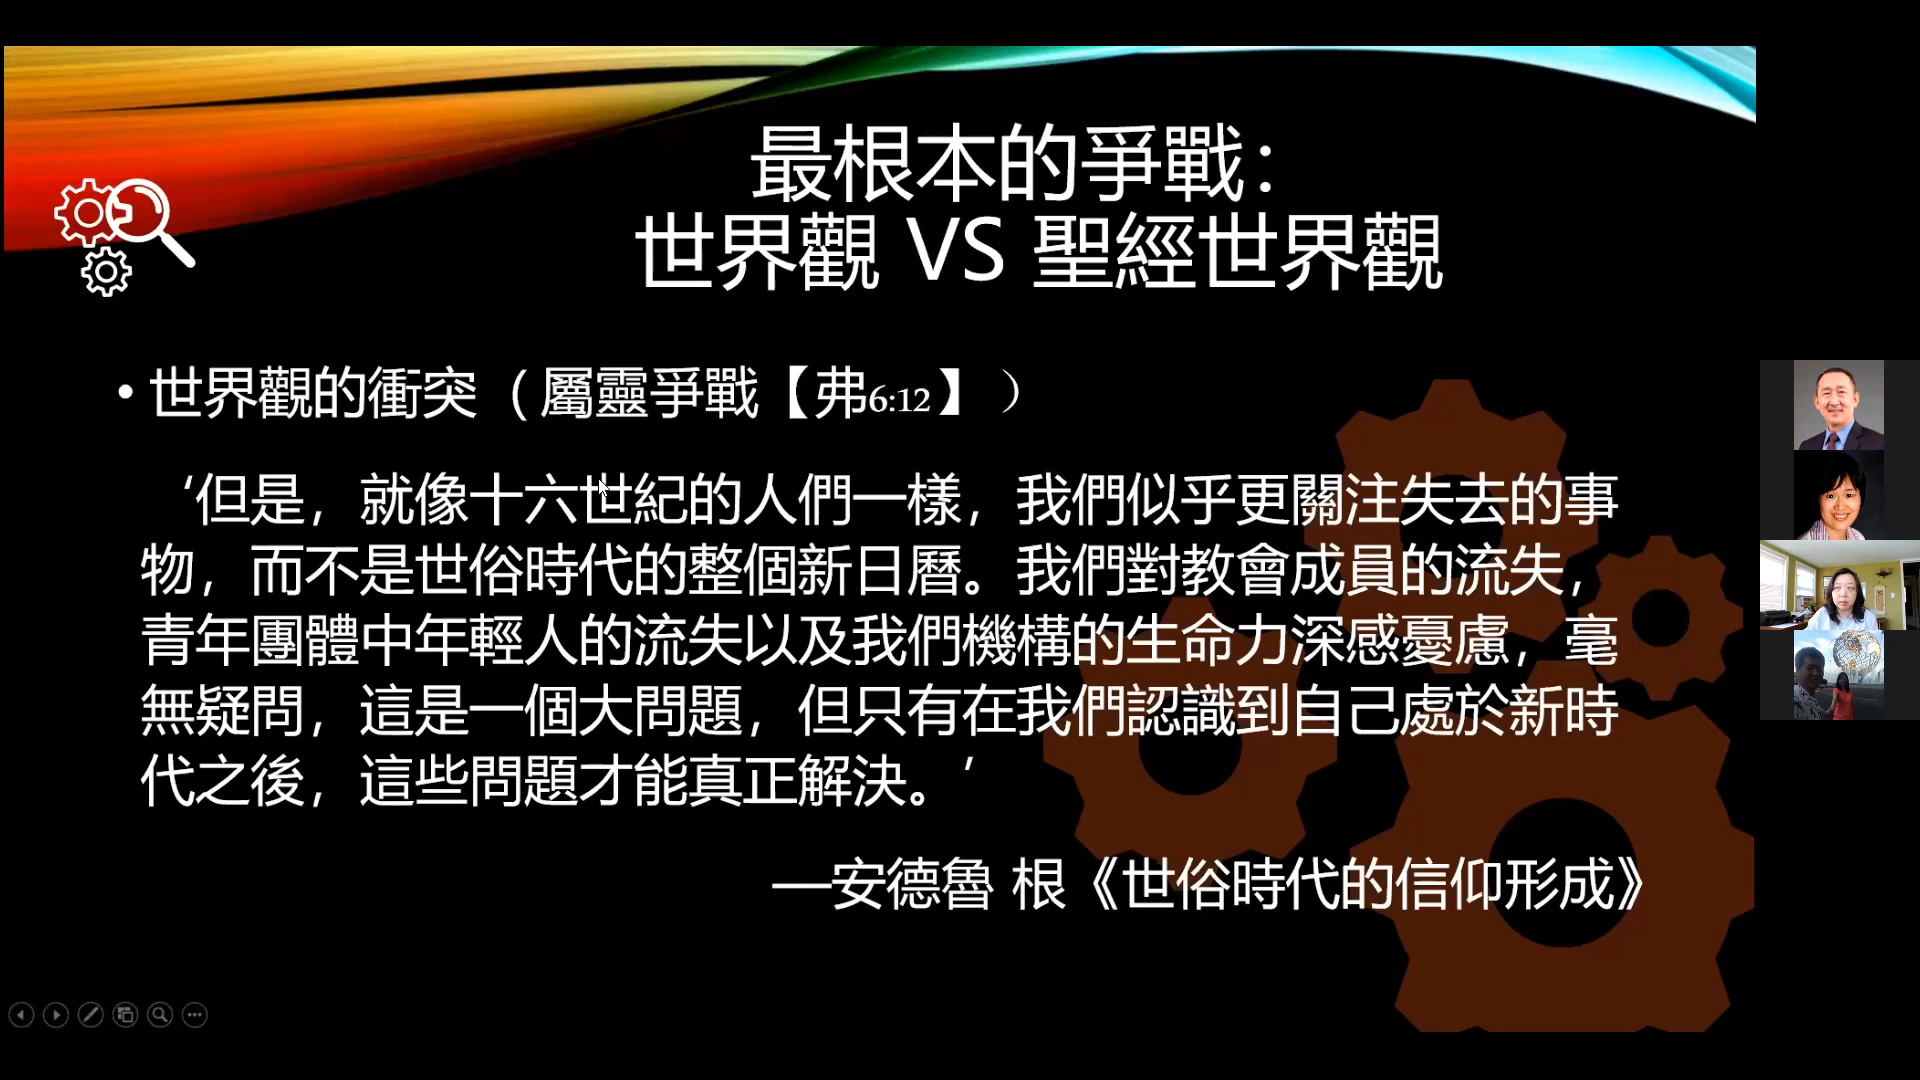 最根本的爭戰：
世界觀 VS 聖經世界觀
• 世界觀的衝突（屬靈爭戰【弗6:12】）
‘但是，就像十六世紀的人們一樣，我們似乎更關注失去的事
物，而不是世俗時代的整個新日曆。我們對教會成員的流失，
青年團體中年輕人的流失以及我們機構的生命力深感憂慮，毫
無疑問，這是一個大問題，但只有在我們認識到自己處於新時
代之後，這些問題才能真正解決。’
—安德魯 根《世俗時代的信仰形成》